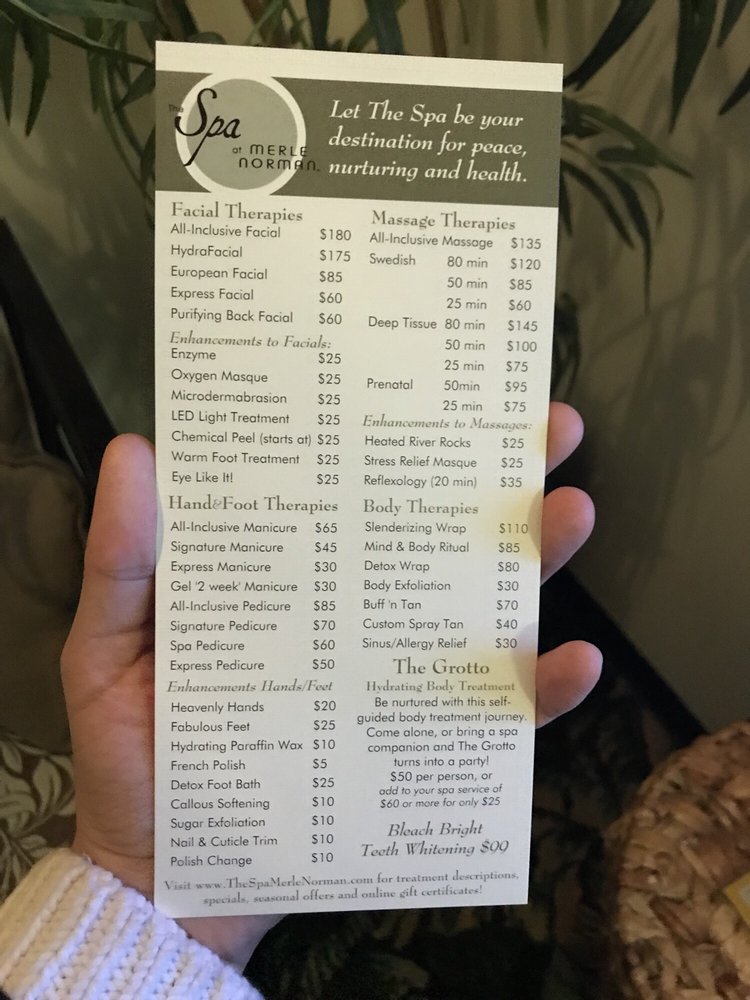 The Spa
at MERLE
NORMAN.
Let The Spa be your
destination for peace,
nurturing and health.
Facial Therapies
All-Inclusive Facial $180
HydraFacial $175
European Facial $85
Express Facial $60
Purifying Back Facial $60
Enhancements to Facials:
Enzyme $25
Oxygen Masque $25
Microdermabrasion $25
LED Light Treatment $25
Chemical Peel (starts at) $25
Warm Foot Treatment $25
Eye Like It! $25
Hand&Foot Therapies
All-Inclusive Manicure $65
Signature Manicure $45
Express Manicure $30
Gel '2 week' Manicure $30
All-Inclusive Pedicure $85
Signature Pedicure $70
Spa Pedicure $60
Express Pedicure $50
Enhancements Hands/Feet
Heavenly Hands $20
Fabulous Feet $25
Hydrating Paraffin Wax $10
French Polish $5
Detox Foot Bath $25
Callous Softening $10
Sugar Exfoliation $10
Nail & Cuticle Trim $10
Polish Change $10
Massage Therapies
All-Inclusive Massage $135
Swedish 80 min $120
50 min $85
25 min $60
Deep Tissue 80 min $145
50 min $100
25 min $75
Prenatal 50min $95
25 min $75
Enhancements to Massages:
Heated River Rocks $25
Stress Relief Masque $25
Reflexology (20 min) $35
Body Therapies
Slenderizing Wrap $110
Mind & Body Ritual $85
Detox Wrap $80
Body Exfoliation $30
Buff 'n Tan $70
Custom Spray Tan $40
Sinus/Allergy Relief $30
The Grotto
Hydrating Body Treatment
Be nurtured with this self-
guided body treatment journey.
Come alone, or bring a spa
companion and The Grotto
turns into a party!
$50 per person, or
add to your spa service of
$60 or more for only $25
Bleach Bright
Teeth Whitening $99
Visit www.TheSpaMerleNorman.com for treatment descriptions,
specials, seasonal offers and online gift certificates!